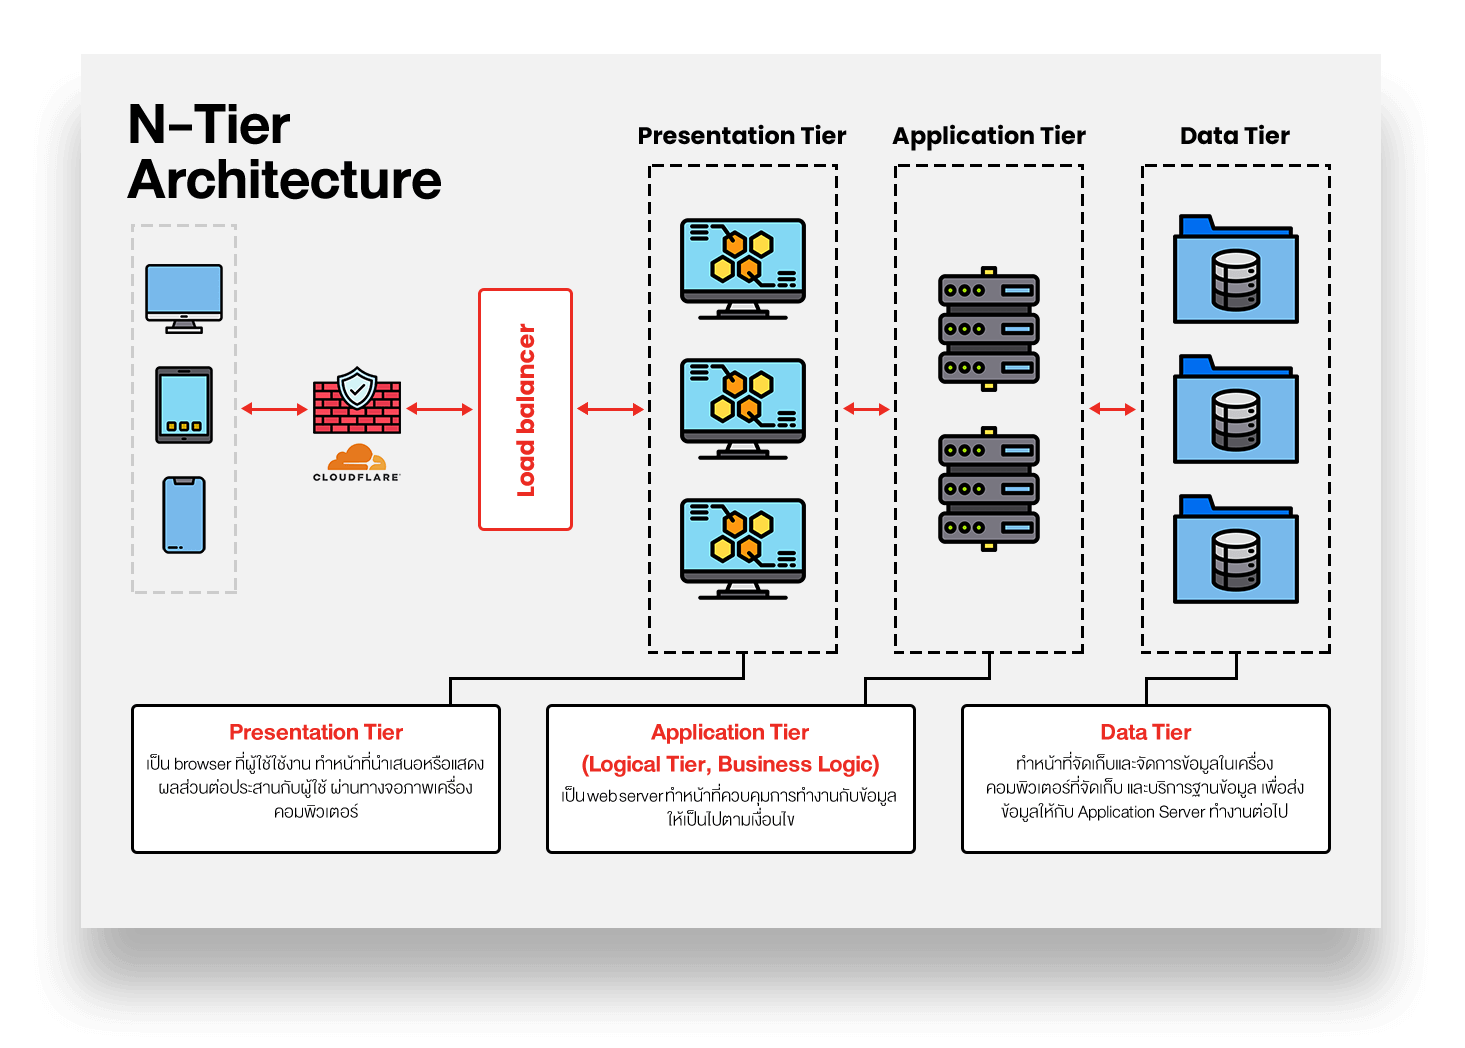 N-Tier
Architecture
Presentation Tier
Application Tier
Data Tier
Load balancer
CLOUDFLARE
Presentation Tier
เป็น browser ที่ผู้ใช้ใช้งาน ทำหน้าที่นำเสนอหรือแสดง
ผลส่วนต่อประสานกับผู้ใช้ ผ่านทางจอภาพเครื่อง
คอมพิวเตอร์
Application Tier
(Logical Tier, Business Logic)
เป็น web server ทำหน้าที่ควบคุมการทำงานกับข้อมูล
ให้เป็นไปตามเงื่อนไข
Data Tier
ทำหน้าที่จัดเก็บและจัดการข้อมูลในเครื่อง
คอมพิวเตอร์ที่จัดเก็บ และบริการฐานข้อมูล เพื่อส่ง
ข้อมูลให้กับ Application Server ทำงานต่อไป